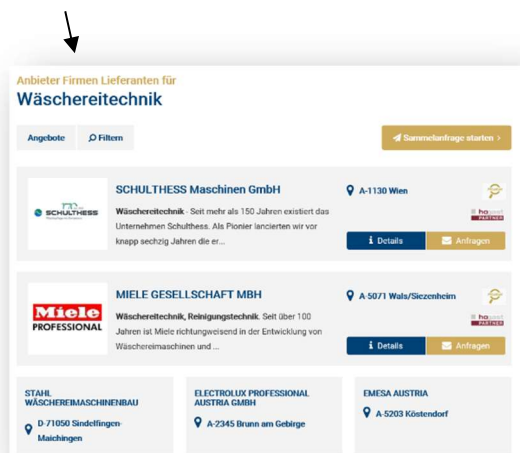 Anbieter Firmen Lieferanten für
Wäschereitechnik
Angebote
Filtern
Sammelanfrage starten >
SCHULTHESS
SCHULTHESS Maschinen GmbH
Wäschereitechnik - Seit mehr als 150 Jahren existiert das
Unternehmen Schulthess. Als Pionier lancierten wir vor
knapp sechzig Jahren die er...
A-1130 Wien
PARTNER
i Details
Anfragen
Miele
PROFESSIONAL
MIELE GESELLSCHAFT MBH
Wäschereitechnik, Reinigungstechnik. Seit über 100
Jahren ist Miele richtungweisend in der Entwicklung von
Wäschereimaschinen und ...
A-5071 Wals/Siezenheim
PARTNER
i Details
Anfragen
STAHL
WÄSCHEREIMASCHINENBAU
D-71050 Sindelfingen-
Maichingen
ELECTROLUX PROFESSIONAL
AUSTRIA GMBH
A-2345 Brunn am Gebirge
EMESA AUSTRIA
A-5203 Köstendorf